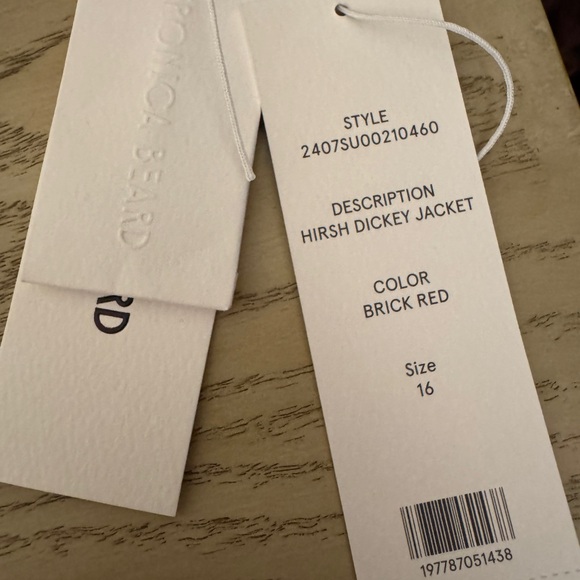 ONICA BEARD
RD
STYLE
2407SU00210460
DESCRIPTION
HIRSH DICKEY JACKET
COLOR
BRICK RED
Size
16
197787051438